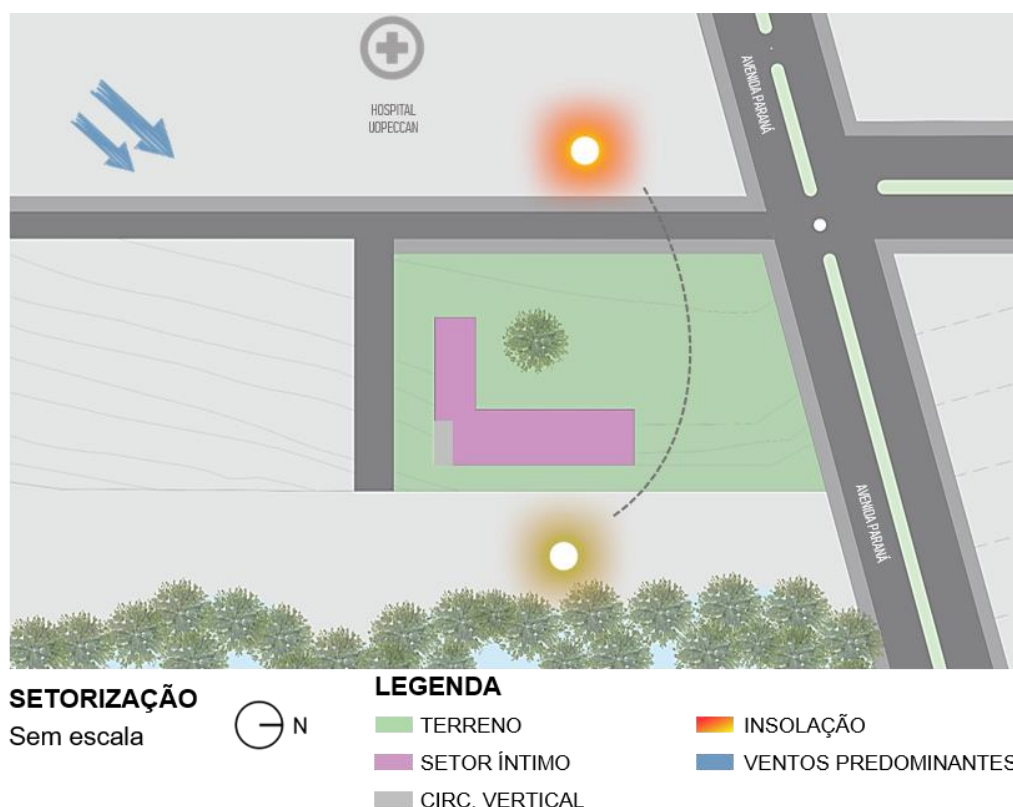 HOSPITAL
UOPECCAN
AVENIDA PARANÁ
AVENIDA PARANÁ
SETORIZAÇÃO
Sem escala
N
LEGENDA
TERRENO
SETOR ÍNTIMO
CIRC. VERTICAL
INSOLAÇÃO
VENTOS PREDOMINANTES